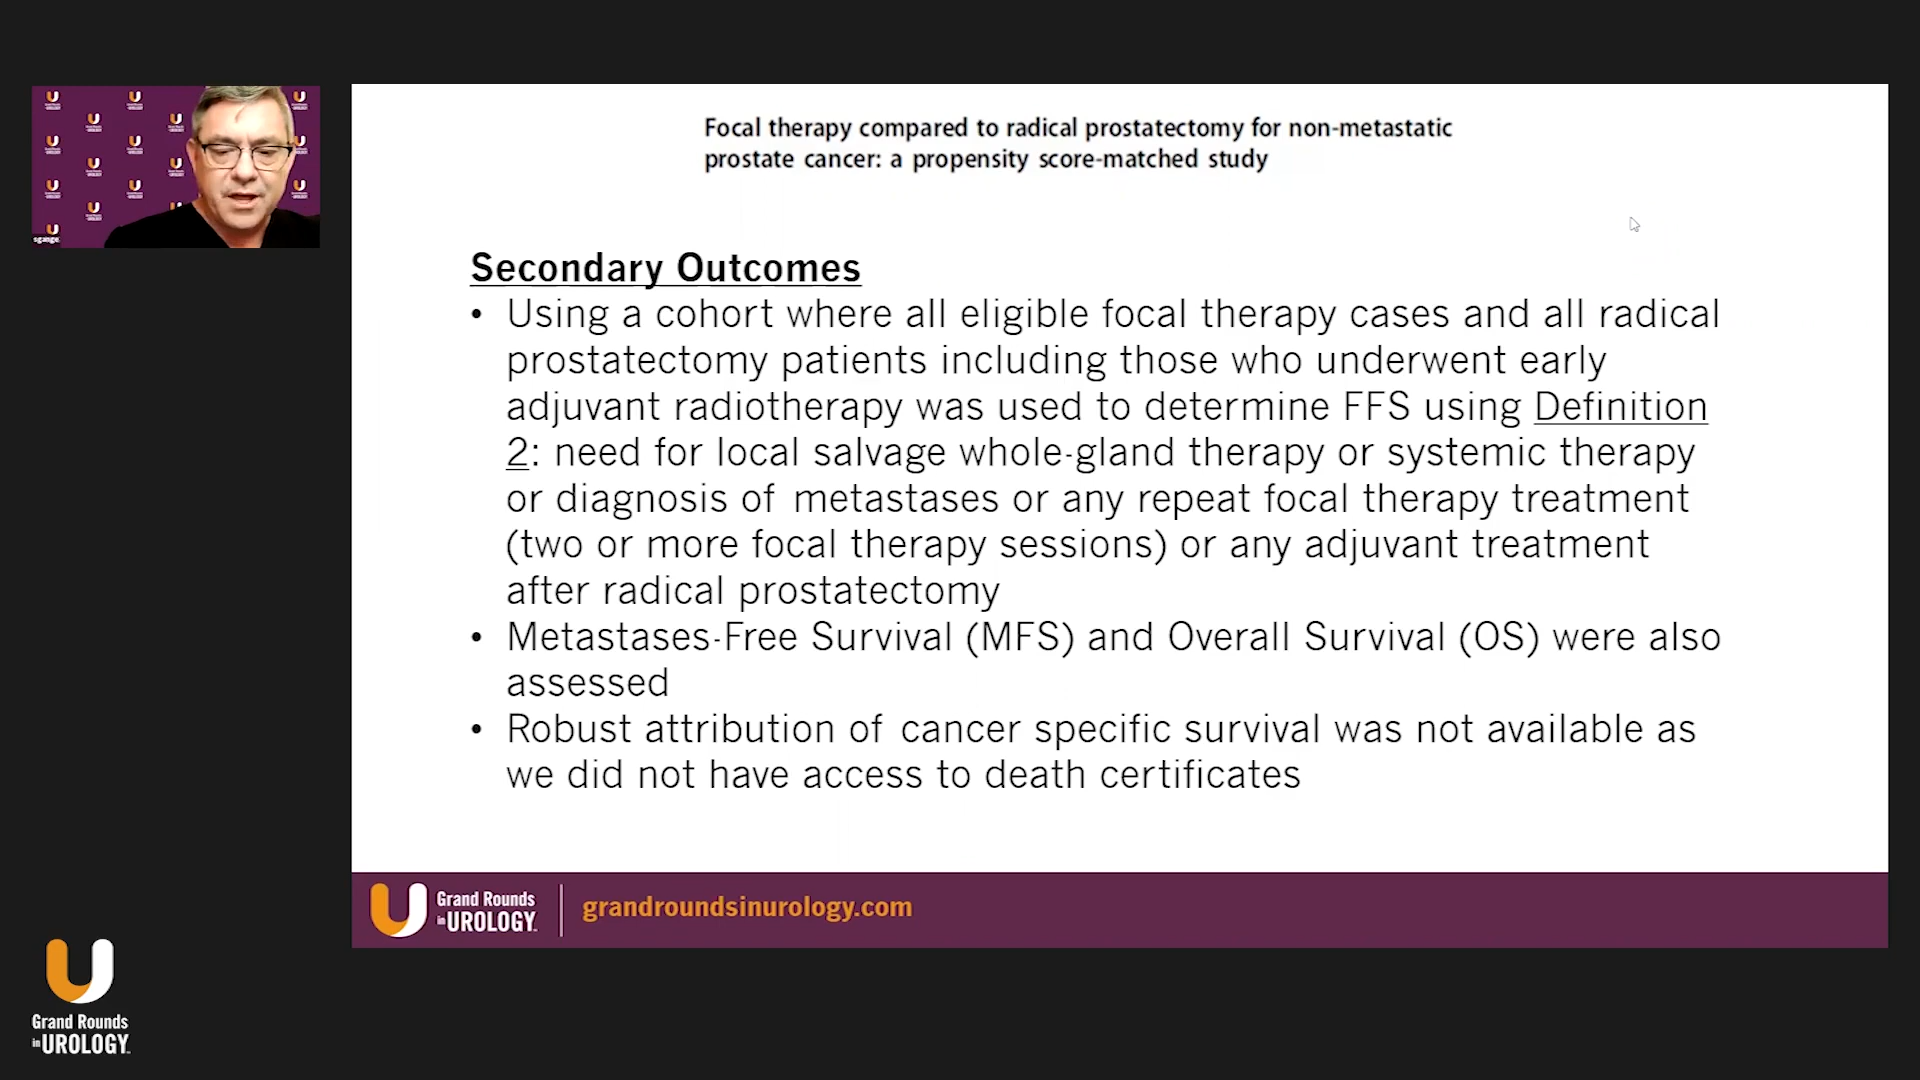 Focal therapy compared to radical prostatectomy for non-metastatic
prostate cancer: a propensity score-matched study
sgange.
Secondary Outcomes
• Using a cohort where all eligible focal therapy cases and all radical
prostatectomy patients including those who underwent early
adjuvant radiotherapy was used to determine FFS using Definition
2: need for local salvage whole-gland therapy or systemic therapy
or diagnosis of metastases or any repeat focal therapy treatment
(two or more focal therapy sessions) or any adjuvant treatment
after radical prostatectomy
• Metastases-Free Survival (MFS) and Overall Survival (OS) were also
assessed
• Robust attribution of cancer specific survival was not available as
we did not have access to death certificates
Grand Rounds
in UROLOGY
grandroundsinurology.com
Grand Rounds
in UROLOGY